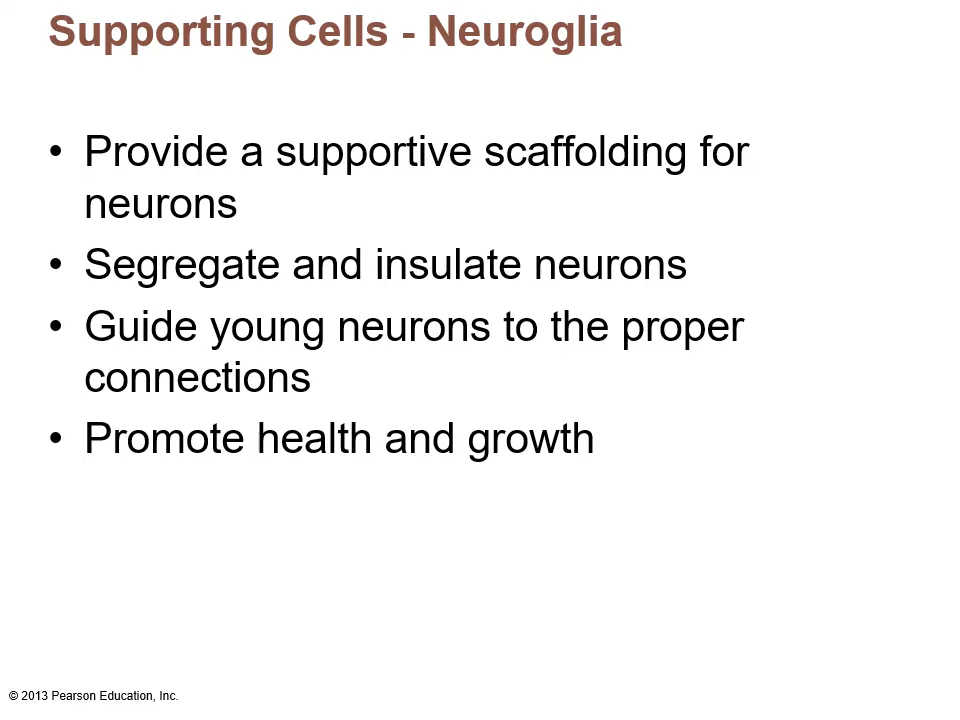 Supporting Cells - Neuroglia
• Provide a supportive scaffolding for
neurons
• Segregate and insulate neurons
• Guide young neurons to the proper
connections
• Promote health and growth
© 2013 Pearson Education, Inc.